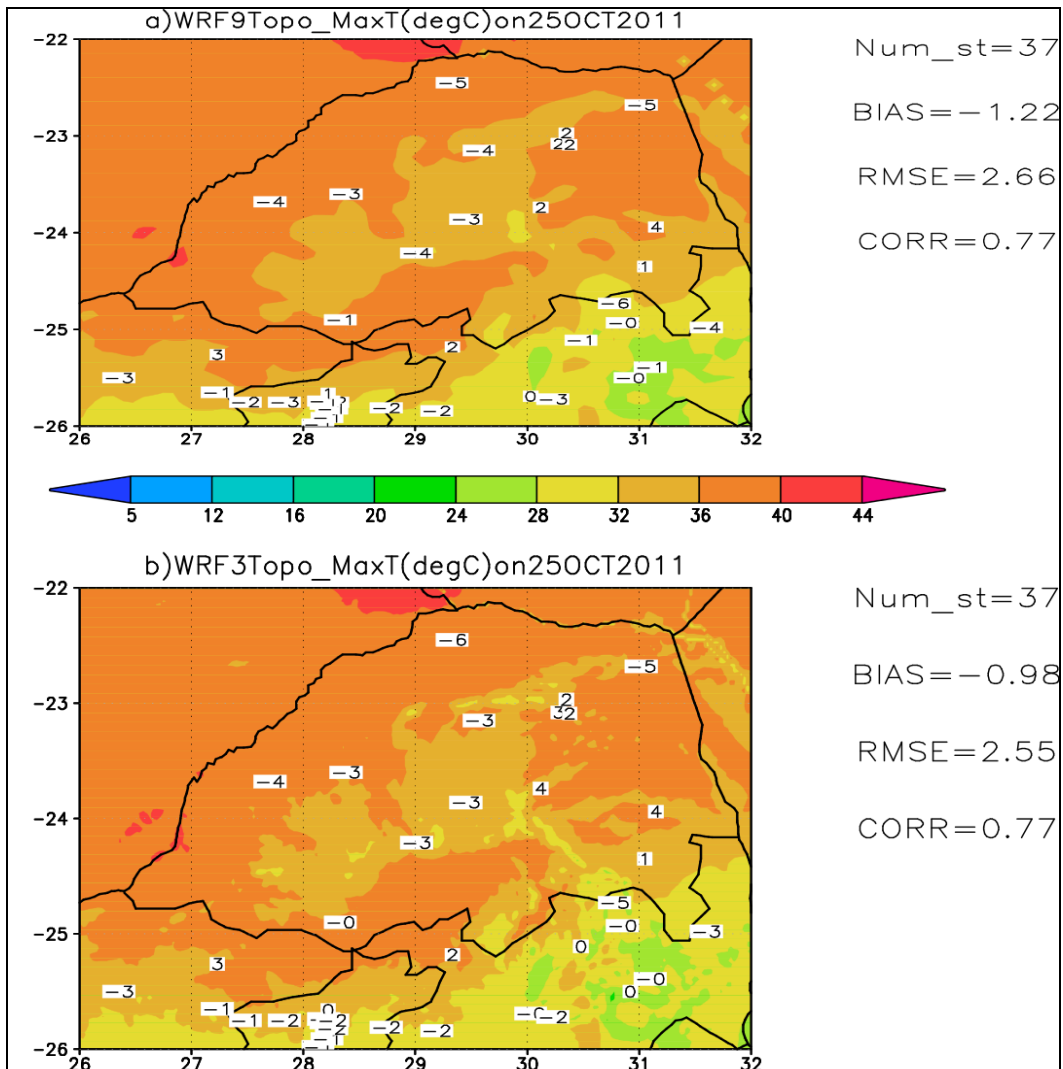 a)WRF9Topo_MaxT(degC)on25OCT2011
Num_st=37
BIAS=-1.22
RMSE=2.66
CORR=0.77
-22
-23
-24
-25
-26
-5
-5
2
22
-4
-3
-4
2
-3
4
-4
1
-6
-1 -0
-4
-1
3 2
-3 -1
-0
-1 1 0 -3
-2 -3 -2 -2
26 27 28 29 30 31 32
5 12 16 20 24 28 32 36 40 44
b)WRF3Topo_MaxT(degC)on25OCT2011
Num_st=37
BIAS=-0.98
RMSE=2.55
CORR=0.77
-22
-23
-24
-25
-26
-6
-5
2
32
-3
-3
-4 4
-3
4
-3
1
-5
-0 -0
-3
0
3 2
-0
-3 0
-1 0 -0
-1 -2 -2 -2 -2 -2
26 27 28 29 30 31 32